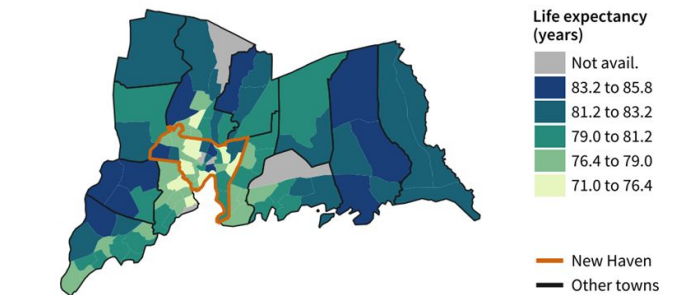 Life expectancy
(years)
Not avail.
83.2 to 85.8
81.2 to 83.2
79.0 to 81.2
76.4 to 79.0
71.0 to 76.4
New Haven
Other towns